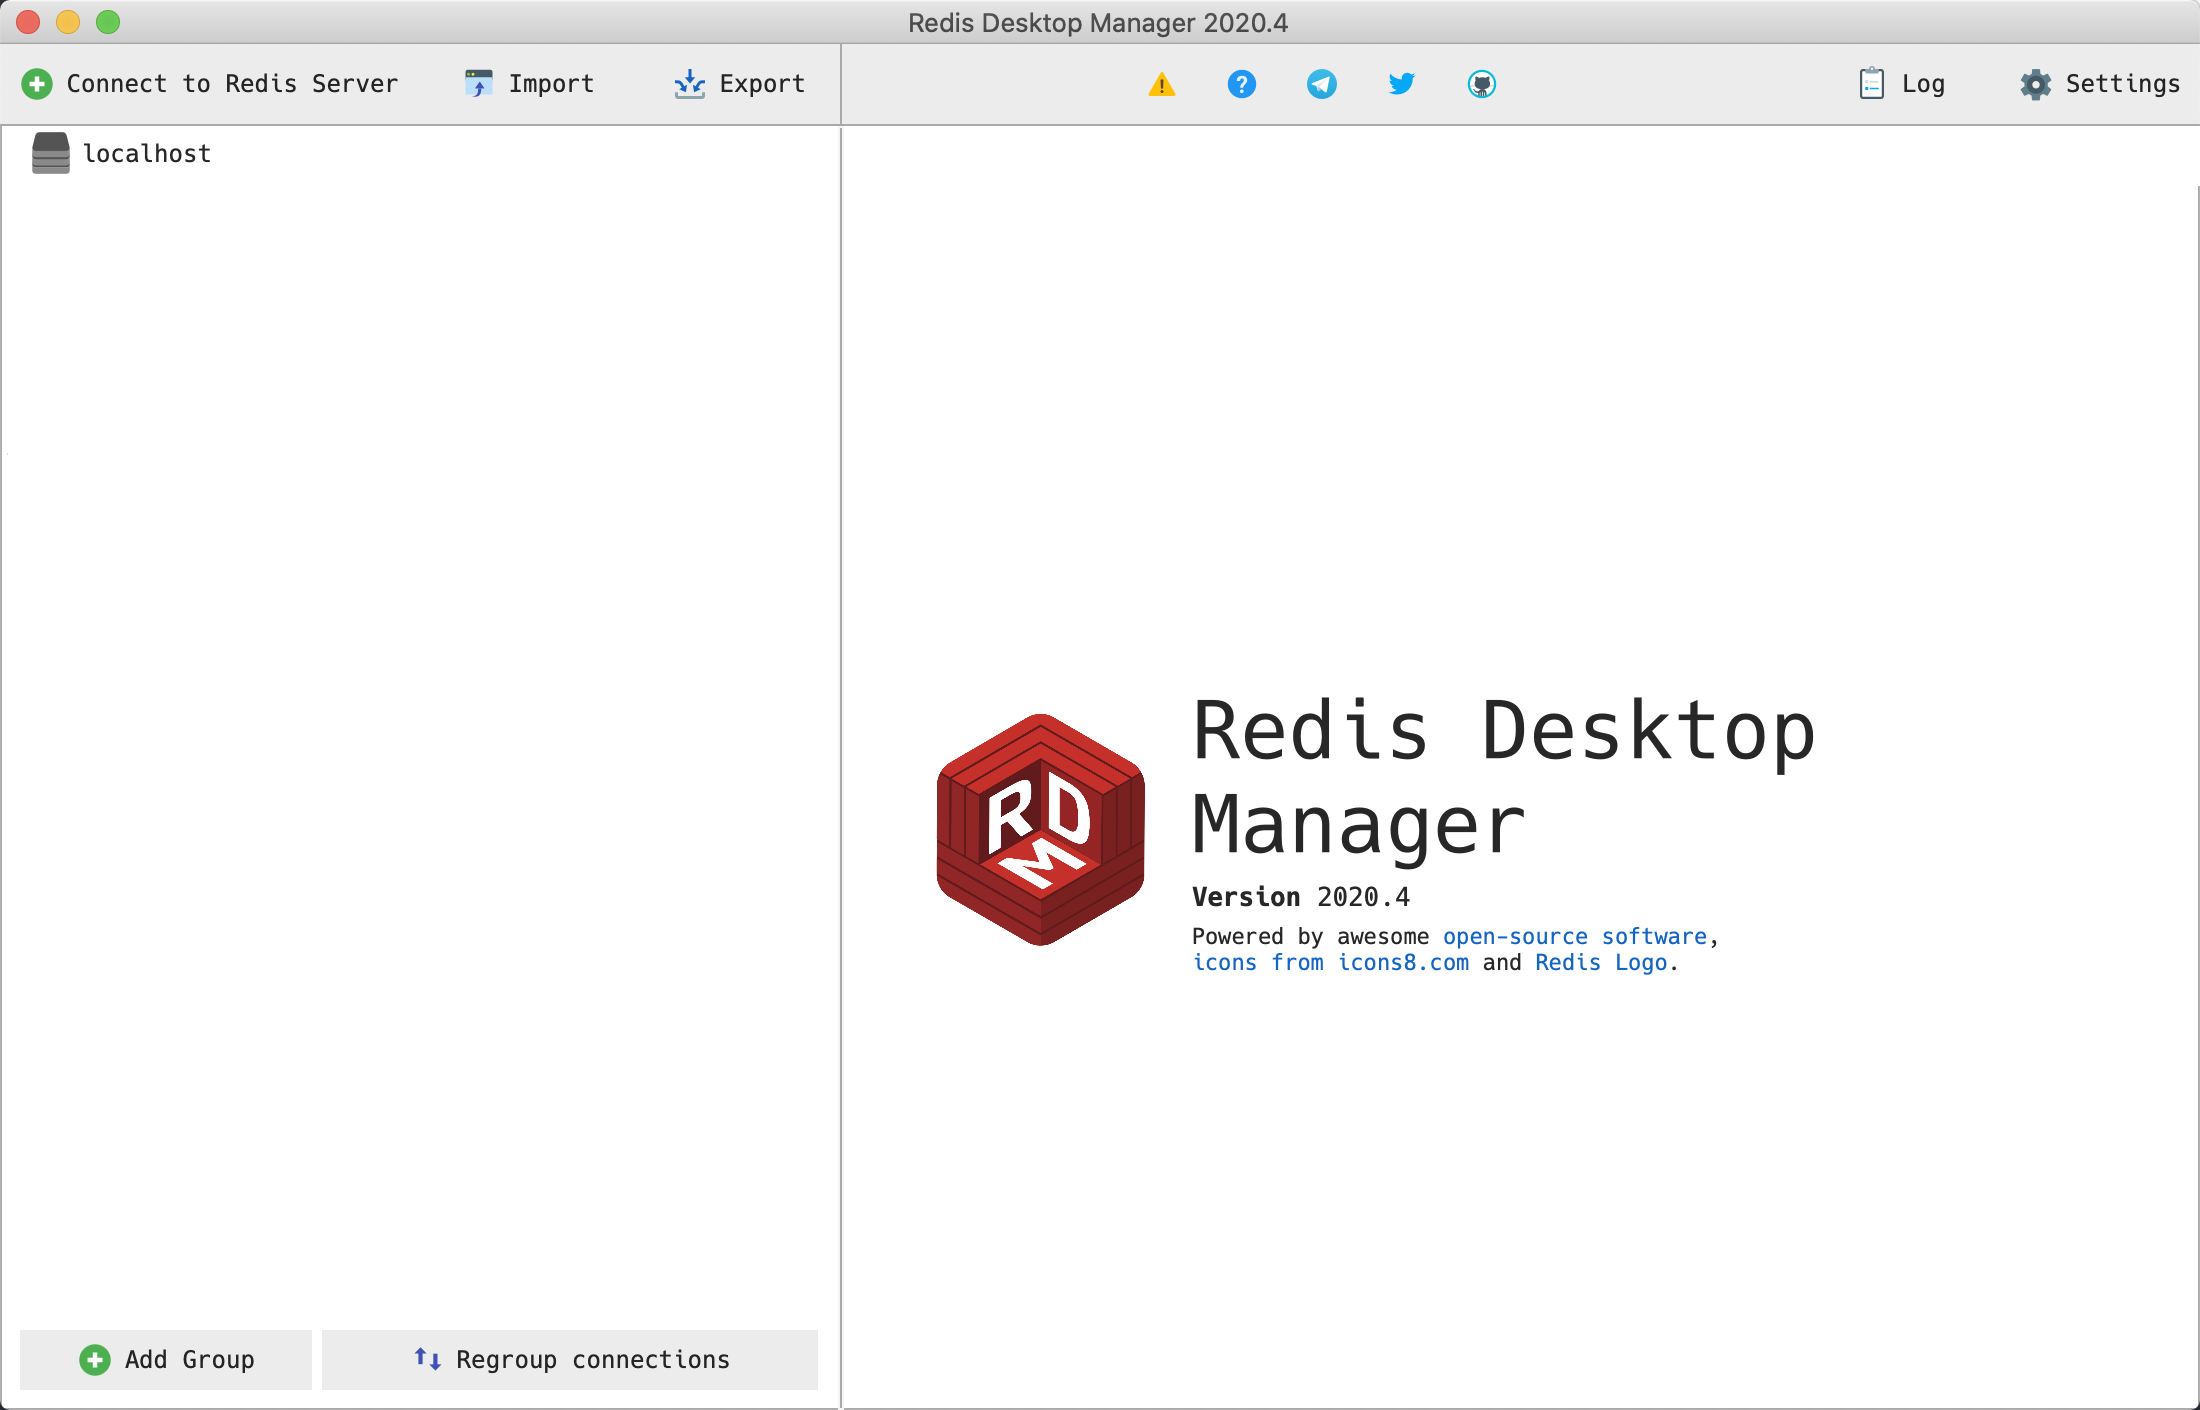 Redis Desktop Manager 2020.4
Connect to Redis Server
Import
Export
Log
Settings
localhost
RDM
Redis Desktop
Manager
Version 2020.4
Powered by awesome open-source software,
icons from icons8.com and Redis Logo.
Add Group
Regroup connections